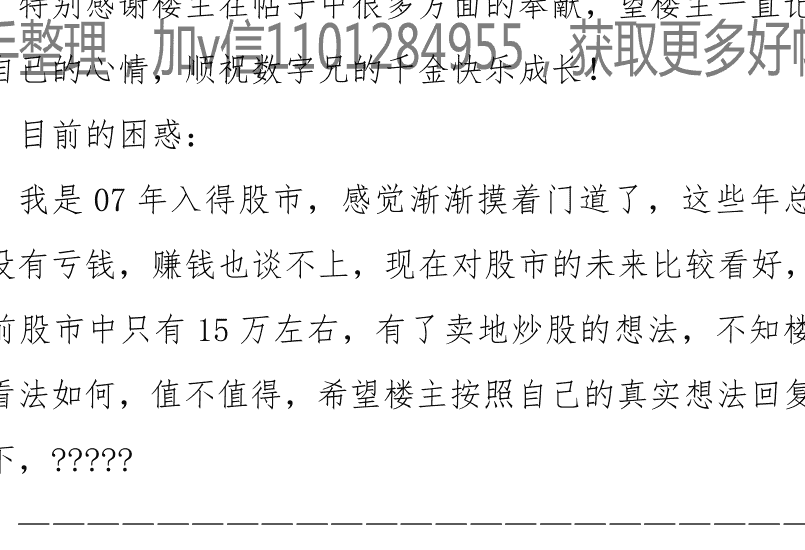 特别感谢楼主在帖子中很多方面的奉献，望楼主一直记
整理，加v信1101284955，获取更多好帖
自己的心情，顺祝数字兄的千金快乐成长！
目前的困惑：
我是 07 年入得股市，感觉渐渐摸着门道了，这些年总
没有亏钱，赚钱也谈不上，现在对股市的未来比较看好，
前股市中只有 15 万左右，有了卖地炒股的想法，不知楼
看法如何，值不值得，希望楼主按照自己的真实想法回复
下，?????
————————————————————————